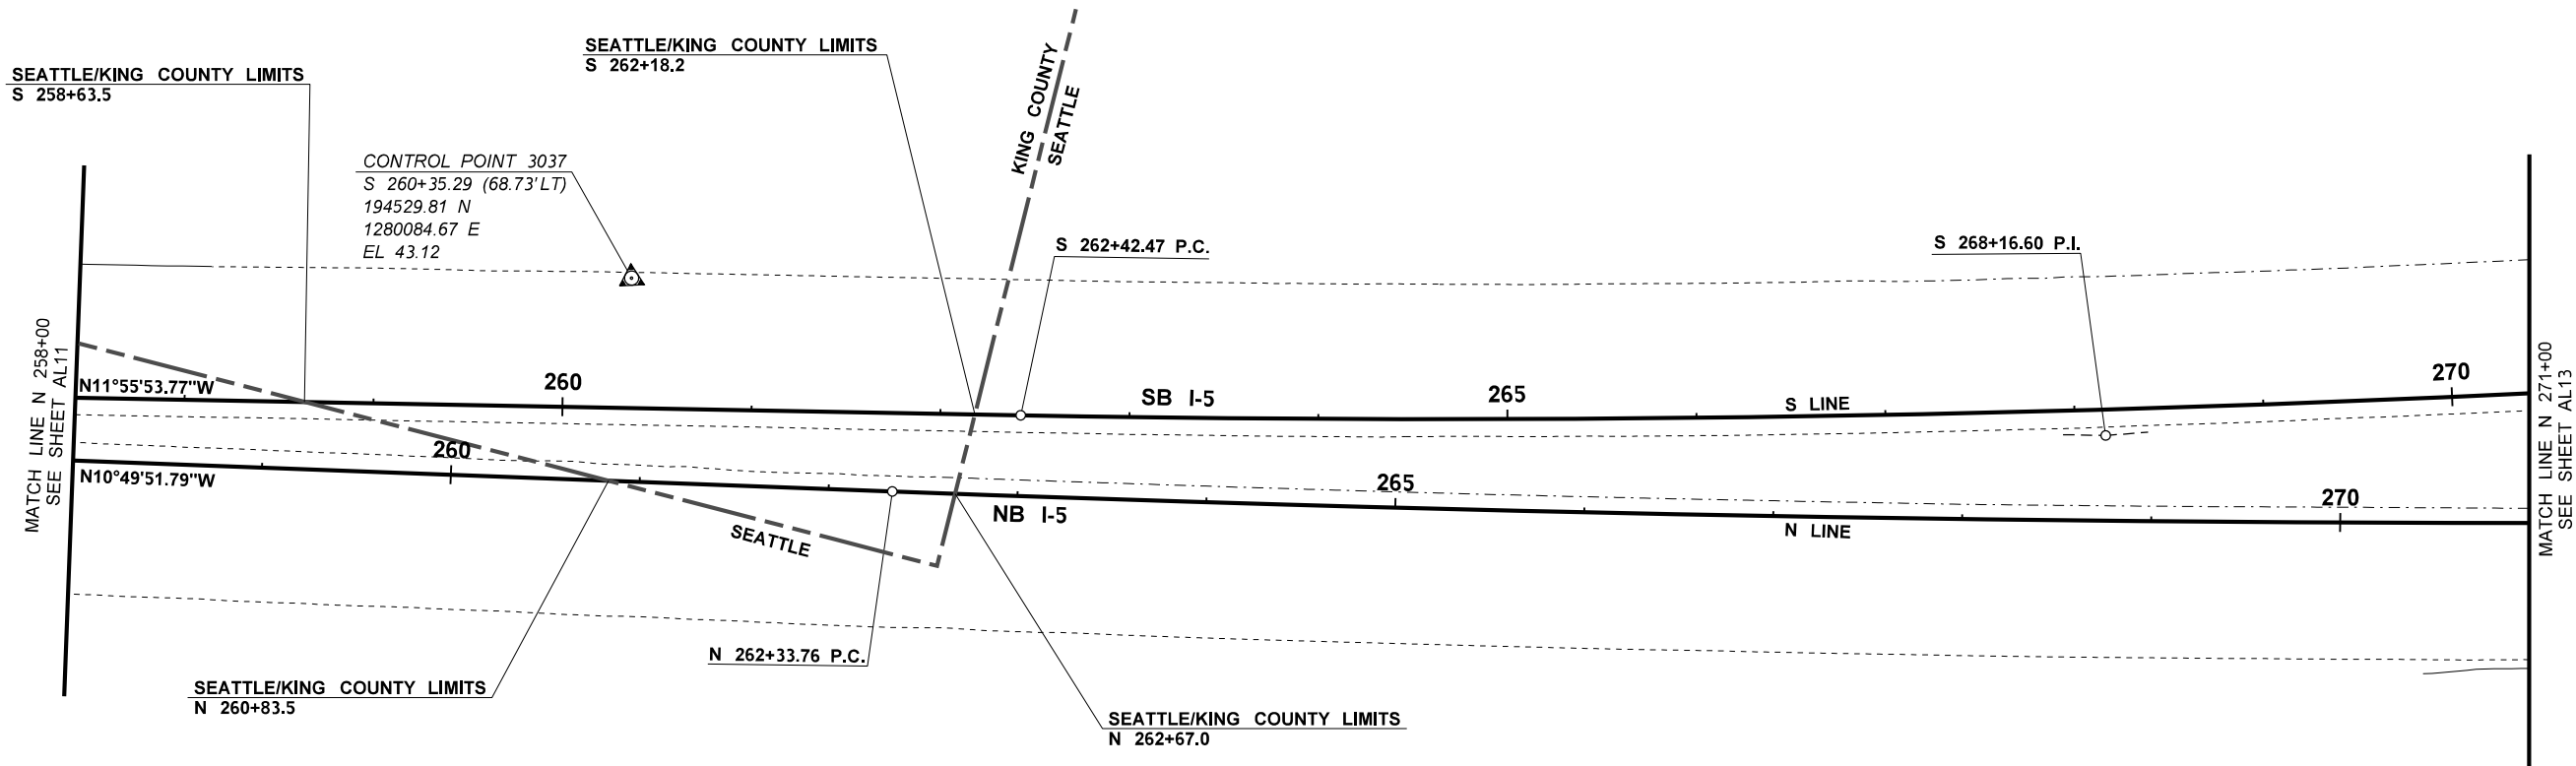 SEATTLE/KING COUNTY LIMITS
S 258+63.5
SEATTLE/KING COUNTY LIMITS
S 262+18.2
KING COUNTY
SEATTLE
CONTROL POINT 3037
S 260+35.29 (68.73'LT)
194529.81 N
1280084.67 E
EL 43.12
S 262+42.47 P.C.
S 268+16.60 P.I.
MATCH LINE N 258+00
SEE SHEET AL11
N11°55'53.77"W
260
SB I-5
265
S LINE
270
MATCH LINE N 271+00
SEE SHEET AL13
N10°49'51.79"W
260
265
270
NB I-5
N LINE
SEATTLE
N 262+33.76 P.C.
SEATTLE/KING COUNTY LIMITS
N 260+83.5
SEATTLE/KING COUNTY LIMITS
N 262+67.0